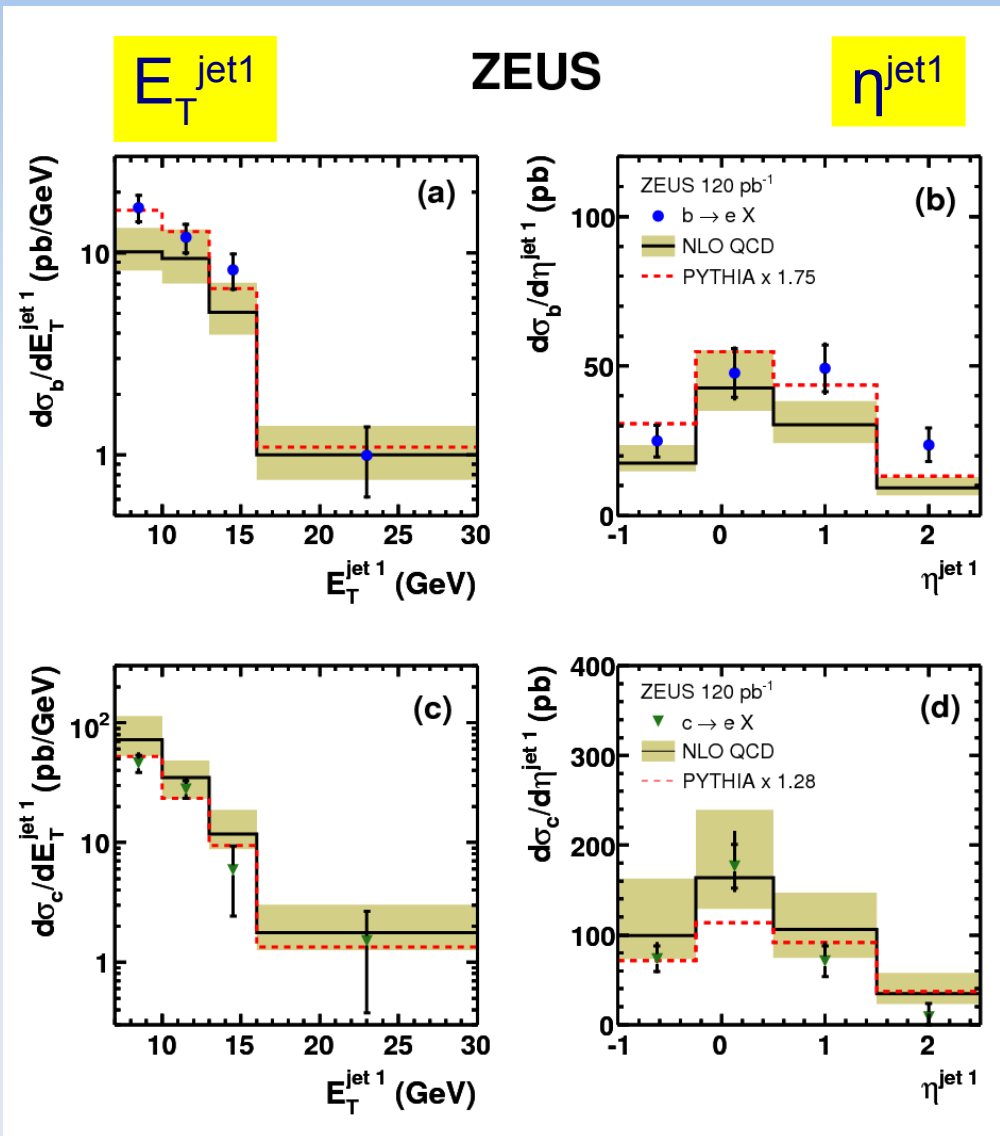 E_T^jet1
ZEUS
η^jet1
(a)
dσ_b/dE_T^jet 1 (pb/GeV)
10
1
10 15 20 25 30
E_T^jet 1 (GeV)
(b)
ZEUS 120 pb^-1
b → e X
NLO QCD
PYTHIA x 1.75
dσ_b/dη^jet 1 (pb)
100
50
0
-1 0 1 2
η^jet 1
(c)
dσ_c/dE_T^jet 1 (pb/GeV)
10^2
10
1
10 15 20 25 30
E_T^jet 1 (GeV)
(d)
ZEUS 120 pb^-1
c → e X
NLO QCD
PYTHIA x 1.28
dσ_c/dη^jet 1 (pb)
400
300
200
100
0
-1 0 1 2
η^jet 1